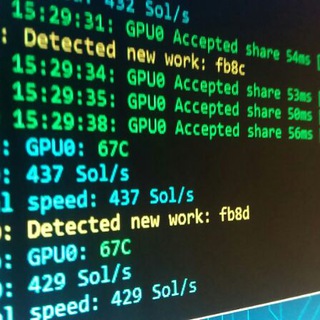 432 Sol/s
15:29:31: GPU0 Accepted share 54ms [
: Detected new work: fb8c
15:29:34: GPU0 Accepted share 53ms [
15:29:35: GPU0 Accepted share 50ms
15:29:38: GPU0 Accepted share 56ms
: GPU0: 67C
: 437 Sol/s
l speed: 437 Sol/s
: Detected new work: fb8d
: GPU0: 67C
: 429 Sol/s
l speed: 429 Sol/s